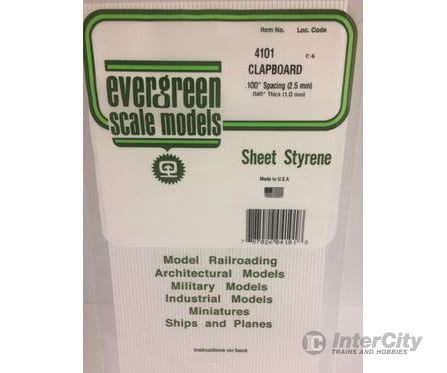 Item No. Loc. Code
4101 C-6
CLAPBOARD
.100" Spacing (2.5 mm)
.040" Thick (1.0 mm)
evergreen
scale models
Sheet Styrene
Made in U.S.A
Model Railroading
Architectural Models
Military Models
Industrial Models
Miniatures
Ships and Planes
Instructions on back
IC InterCity
TRAINS AND HOBBIES